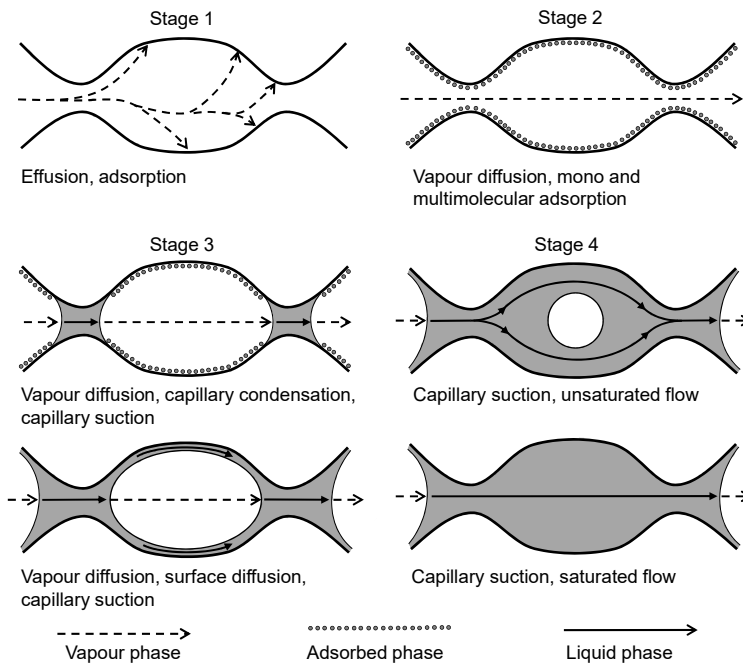 Stage 1
Stage 2
Effusion, adsorption
Vapour diffusion, mono and
multimolecular adsorption
Stage 3
Stage 4
Vapour diffusion, capillary condensation,
capillary suction
Capillary suction, unsaturated flow
Vapour diffusion, surface diffusion,
capillary suction
Capillary suction, saturated flow
Vapour phase
Adsorbed phase
Liquid phase